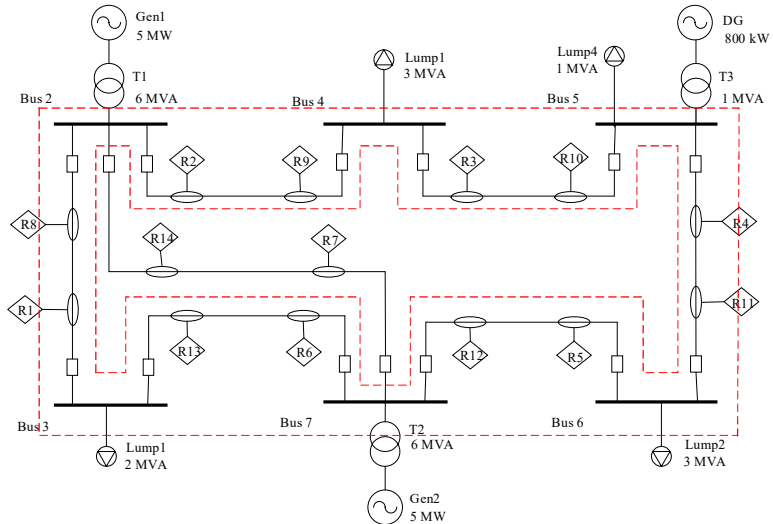 Gen1
5 MW
T1
6 MVA
Bus 2
Lump1
3 MVA
Bus 4
Lump4
1 MVA
Bus 5
DG
800 kW
T3
1 MVA
R2
R9
R3
R10
R8
R14
R7
R4
R1
R11
R13
R6
R12
R5
Bus 3
Bus 7
Bus 6
T2
6 MVA
Lump1
2 MVA
Lump2
3 MVA
Gen2
5 MW